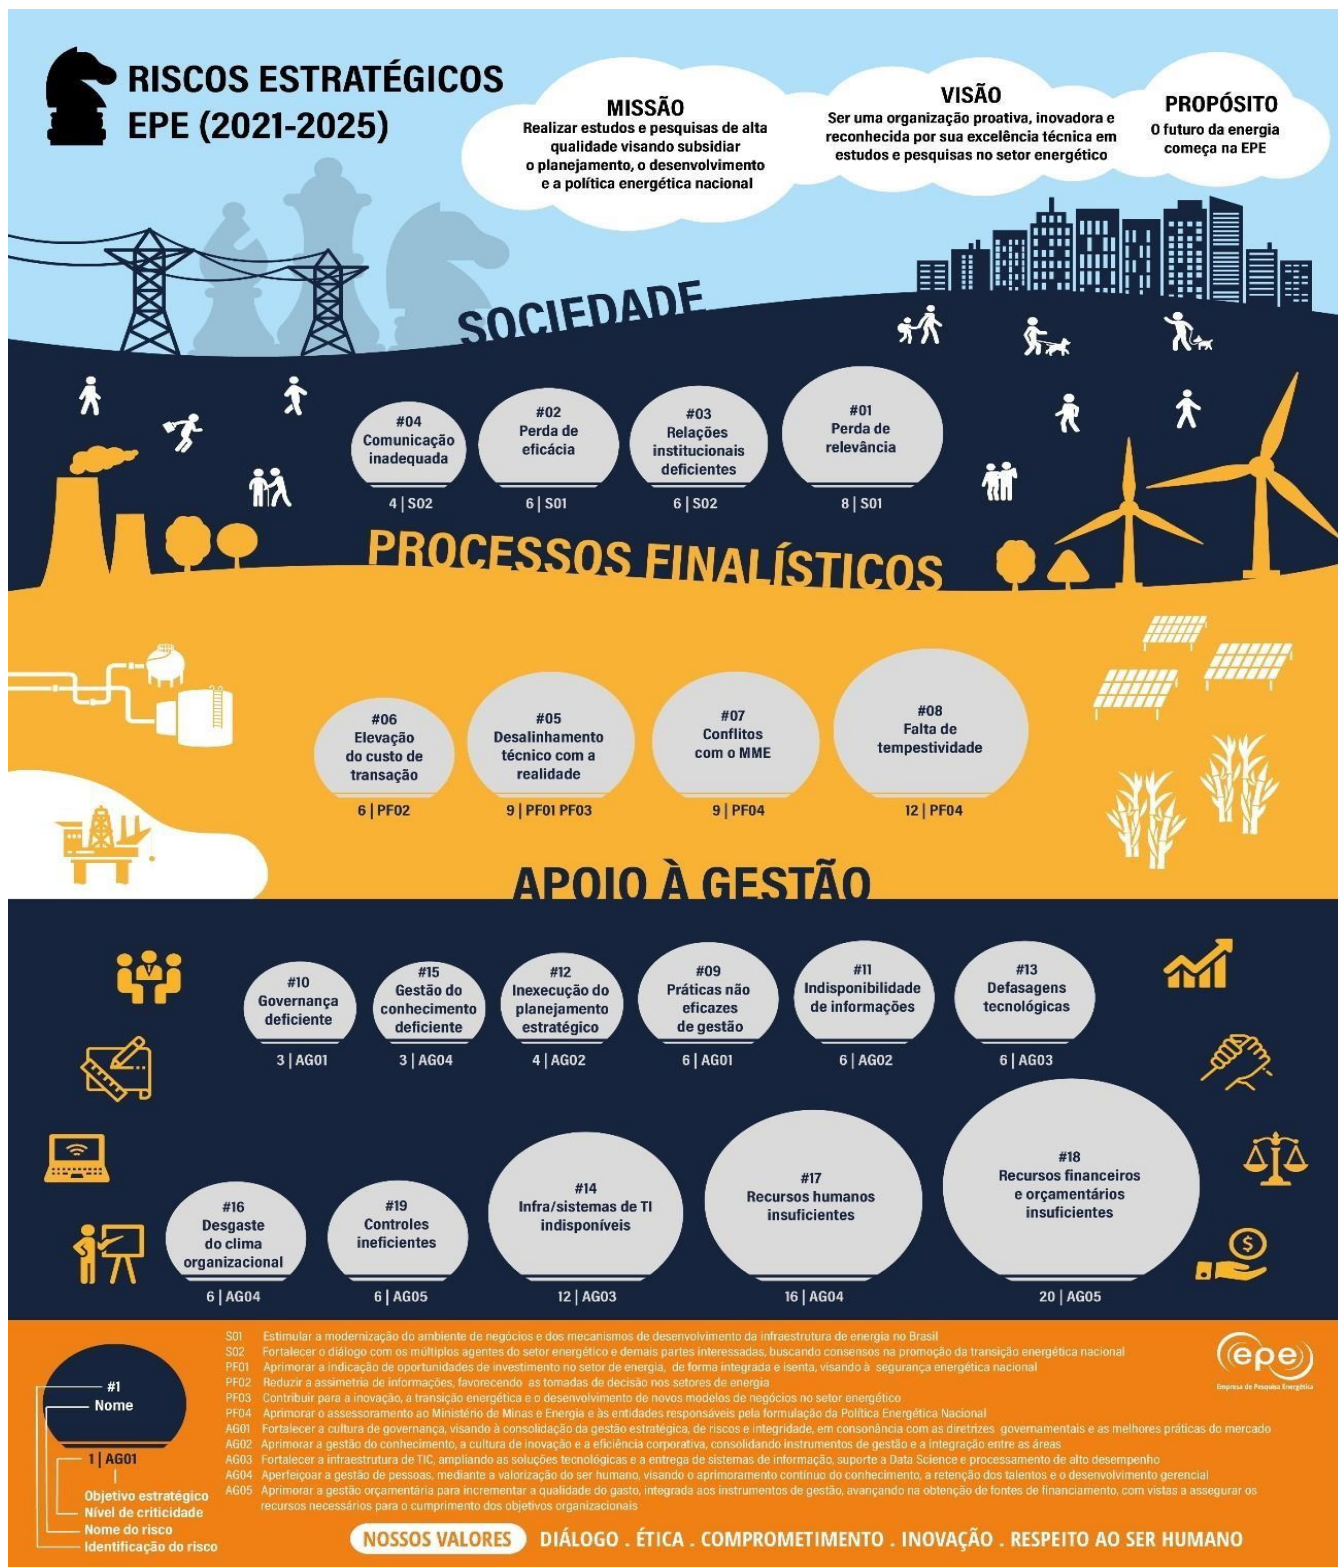 RISCOS ESTRATÉGICOS
EPE (2021-2025)
MISSÃO
Realizar estudos e pesquisas de alta
qualidade visando subsidiar
o planejamento, o desenvolvimento
e a política energética nacional
VISÃO
Ser uma organização proativa, inovadora e
reconhecida por sua excelência técnica em
estudos e pesquisas no setor energético
PROPÓSITO
O futuro da energia
começa na EPE
SOCIEDADE
#04
Comunicação
inadequada
4 | S02
#02
Perda de
eficácia
6 | S01
#03
Relações
institucionais
deficientes
6 | S02
#01
Perda de
relevância
8 | S01
PROCESSOS FINALÍSTICOS
#06
Elevação
do custo de
transação
6 | PF02
#05
Desalinhamento
técnico com a
realidade
9 | PF01 PF03
#07
Conflitos
com o MME
9 | PF04
#08
Falta de
tempestividade
12 | PF04
APOIO À GESTÃO
#10
Governança
deficiente
3 | AG01
#15
Gestão do
conhecimento
deficiente
3 | AG04
#12
Inexecução do
planejamento
estratégico
4 | AG02
#09
Práticas não
eficazes
de gestão
6 | AG01
#11
Indisponibilidade
de informações
6 | AG02
#13
Defasagens
tecnológicas
6 | AG03
#16
Desgaste
do clima
organizacional
6 | AG04
#19
Controles
ineficientes
6 | AG05
#14
Infra/sistemas de TI
indisponíveis
12 | AG03
#17
Recursos humanos
insuficientes
16 | AG04
#18
Recursos financeiros
e orçamentários
insuficientes
20 | AG05
#1
Nome
1 | AG01
Objetivo estratégico
Nível de criticidade
Nome do risco
Identificação do risco
S01 Estimular a modernização do ambiente de negócios e dos mecanismos de desenvolvimento da infraestrutura de energia no Brasil
S02 Fortalecer o diálogo com os múltiplos agentes do setor energético e demais partes interessadas, buscando consensos na promoção da transição energética nacional
PF01 Aprimorar a indicação de oportunidades de investimento no setor de energia, de forma integrada e isenta, visando à segurança energética nacional
PF02 Reduzir a assimetria de informações, favorecendo as tomadas de decisão nos setores de energia
PF03 Contribuir para a inovação, a transição energética e o desenvolvimento de novos modelos de negócios no setor energético
PF04 Aprimorar o assessoramento ao Ministério de Minas e Energia e às entidades responsáveis pela formulação da Política Energética Nacional
AG01 Fortalecer a cultura de governança, visando à consolidação da gestão estratégica, de riscos e integridade, em consonância com as diretrizes governamentais e as melhores práticas do mercado
AG02 Aprimorar a gestão do conhecimento, a cultura de inovação e a eficiência corporativa, consolidando instrumentos de gestão e a integração entre as áreas
AG03 Fortalecer a infraestrutura de TIC, ampliando as soluções tecnológicas e a entrega de sistemas de informação, suporte a Data Science e processamento de alto desempenho
AG04 Aperfeiçoar a gestão de pessoas, mediante a valorização do ser humano, visando o aprimoramento contínuo do conhecimento, a retenção dos talentos e o desenvolvimento gerencial
AG05 Aprimorar a gestão orçamentária para incrementar a qualidade do gasto, integrada aos instrumentos de gestão, avançando na obtenção de fontes de financiamento, com vistas a assegurar os
recursos necessários para o cumprimento dos objetivos organizacionais
epe
Empresa de Pesquisa Energética
NOSSOS VALORES DIÁLOGO . ÉTICA . COMPROMETIMENTO . INOVAÇÃO . RESPEITO AO SER HUMANO